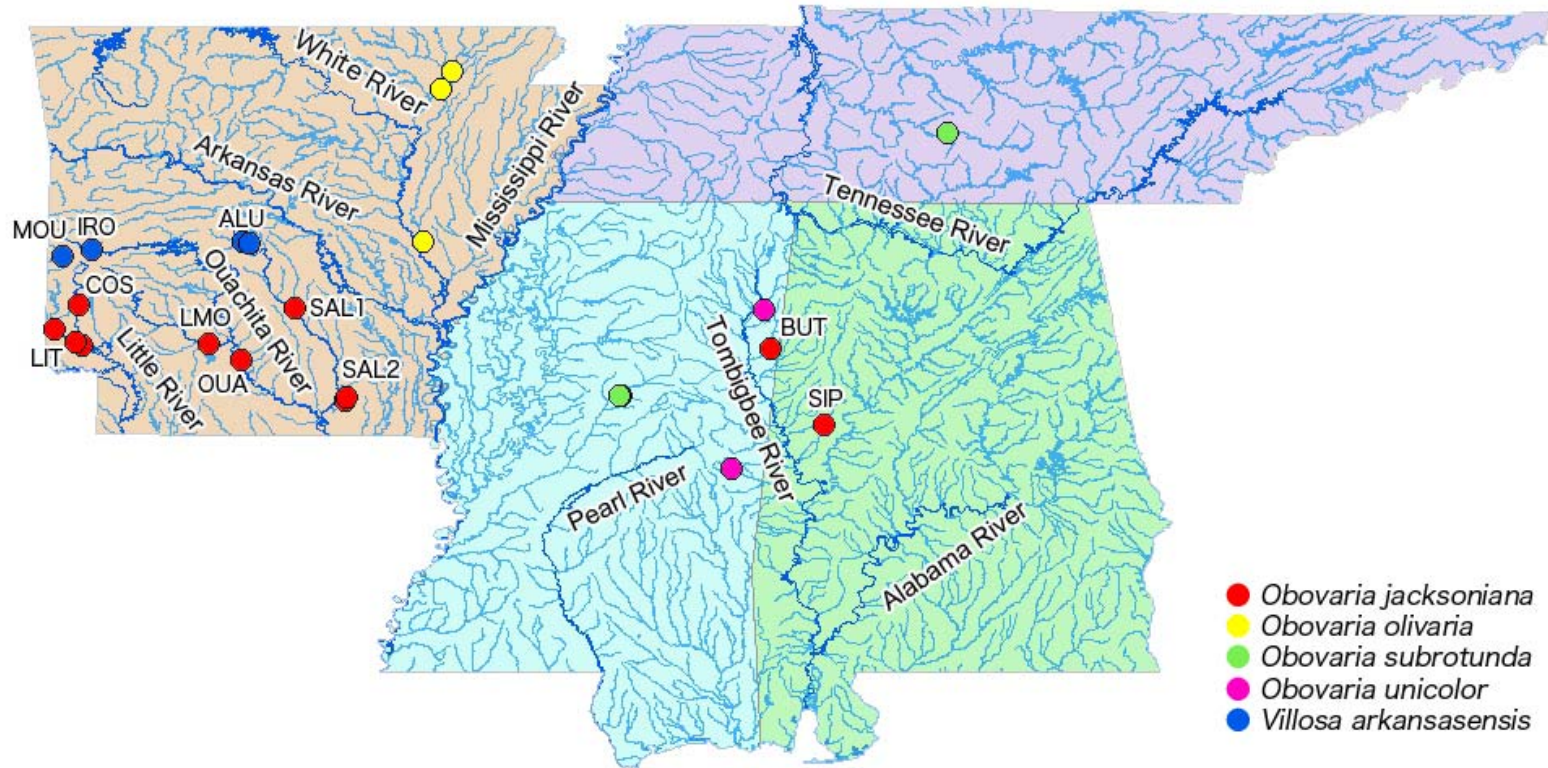 White River
Mississippi River
Arkansas River
Tennessee River
MOU
IRO
ALU
Ouachita River
COS
SAL1
LMO
BUT
LIT
Little River
OUA
SAL2
Tombigbee River
SIP
Pearl River
Alabama River
Obovaria jacksoniana
Obovaria olivaria
Obovaria subrotunda
Obovaria unicolor
Villosa arkansasensis